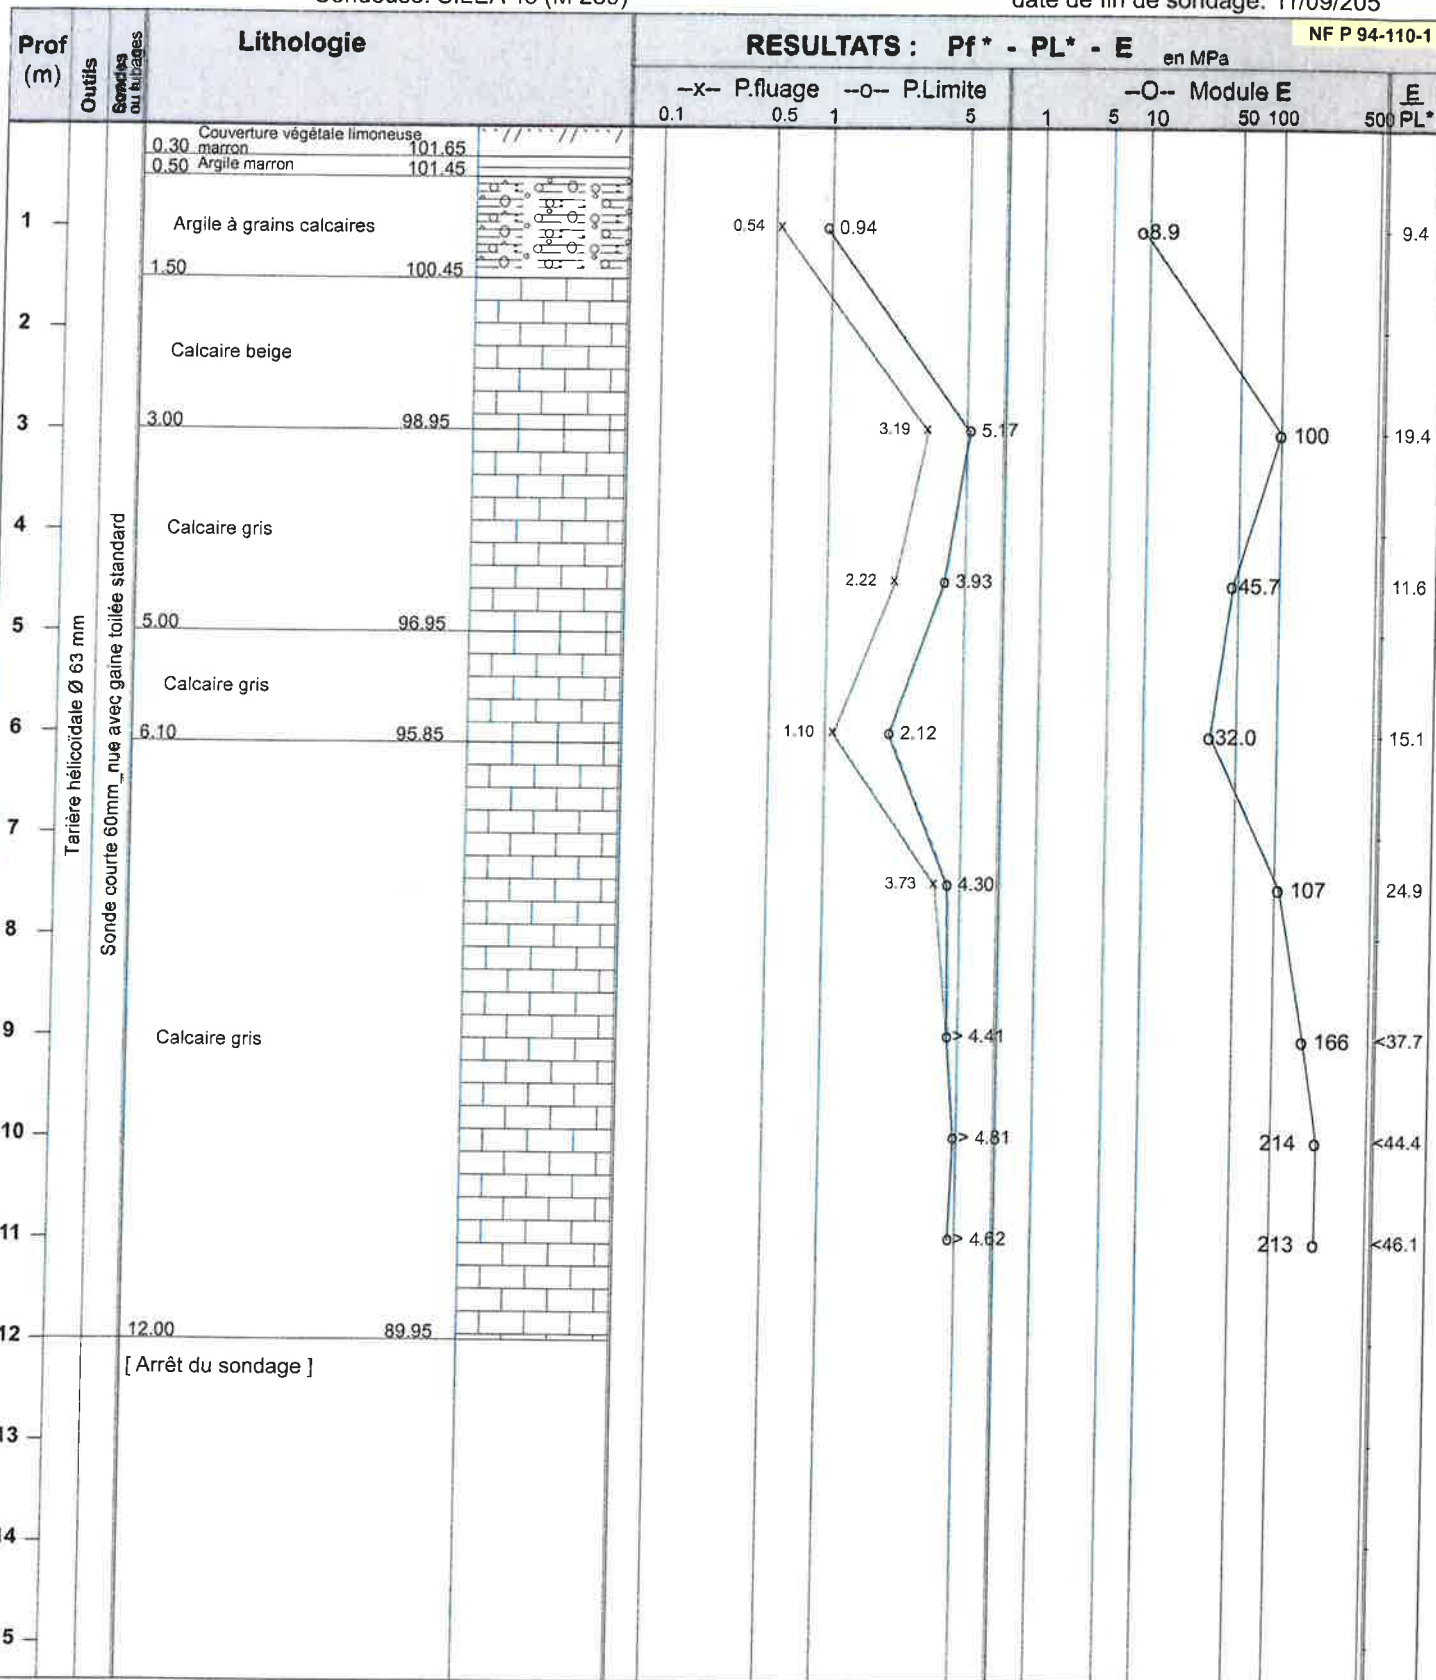 date de fin de sondage: 11/09/205
NF P 94-110-1
Prof (m)
Outils
Sondes ou tubages
Lithologie
RESULTATS : Pf* - PL* - E en MPa
--x-- P.fluage --o-- P.Limite
--O-- Module E
E PL*
0.1 0.5 1 5
1 5 10 50 100 500
Couverture végétale limoneuse
0.30 marron 101.65
0.50 Argile marron 101.45
1 Argile à grains calcaires 0.54 0.94 8.9 9.4
1.50 100.45
2
Calcaire beige
3 3.00 98.95 3.19 5.17 100 19.4
4 Calcaire gris
2.22 3.93 45.7 11.6
5 5.00 96.95
Calcaire gris
6 6.10 95.85 1.10 2.12 32.0 15.1
7
3.73 4.30 107 24.9
8
9 Calcaire gris > 4.41 166 <37.7
10 > 4.81 214 <44.4
11 > 4.62 213 <46.1
12 12.00 89.95
[ Arrêt du sondage ]
13
14
5
Tarière hélicoïdale Ø 63 mm
Sonde courte 60mm_nue avec gaine toilée standard